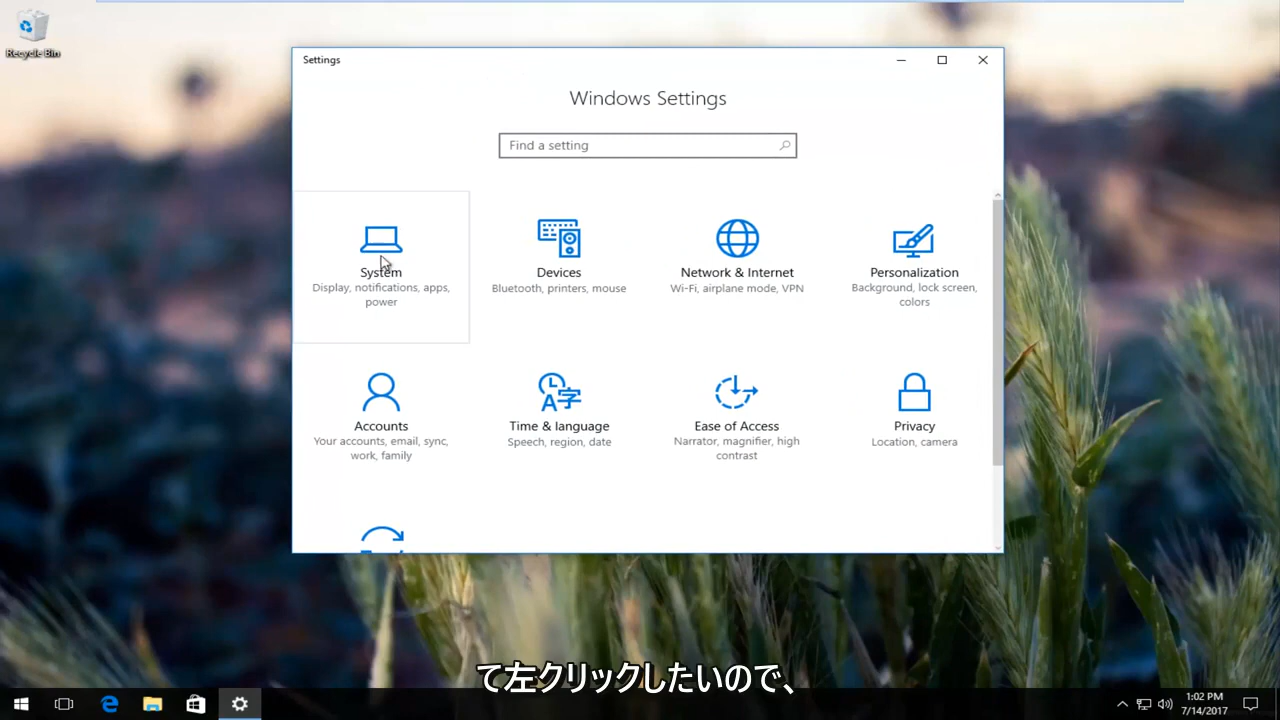 Recycle Bin
Settings
Windows Settings
Find a setting
System
Display, notifications, apps,
power
Devices
Bluetooth, printers, mouse
Network & Internet
Wi-Fi, airplane mode, VPN
Personalization
Background, lock screen,
colors
Accounts
Your accounts, email, sync,
work, family
Time & language
Speech, region, date
Ease of Access
Narrator, magnifier, high
contrast
Privacy
Location, camera
て左クリックしたいので、
1:02 PM
7/14/2017